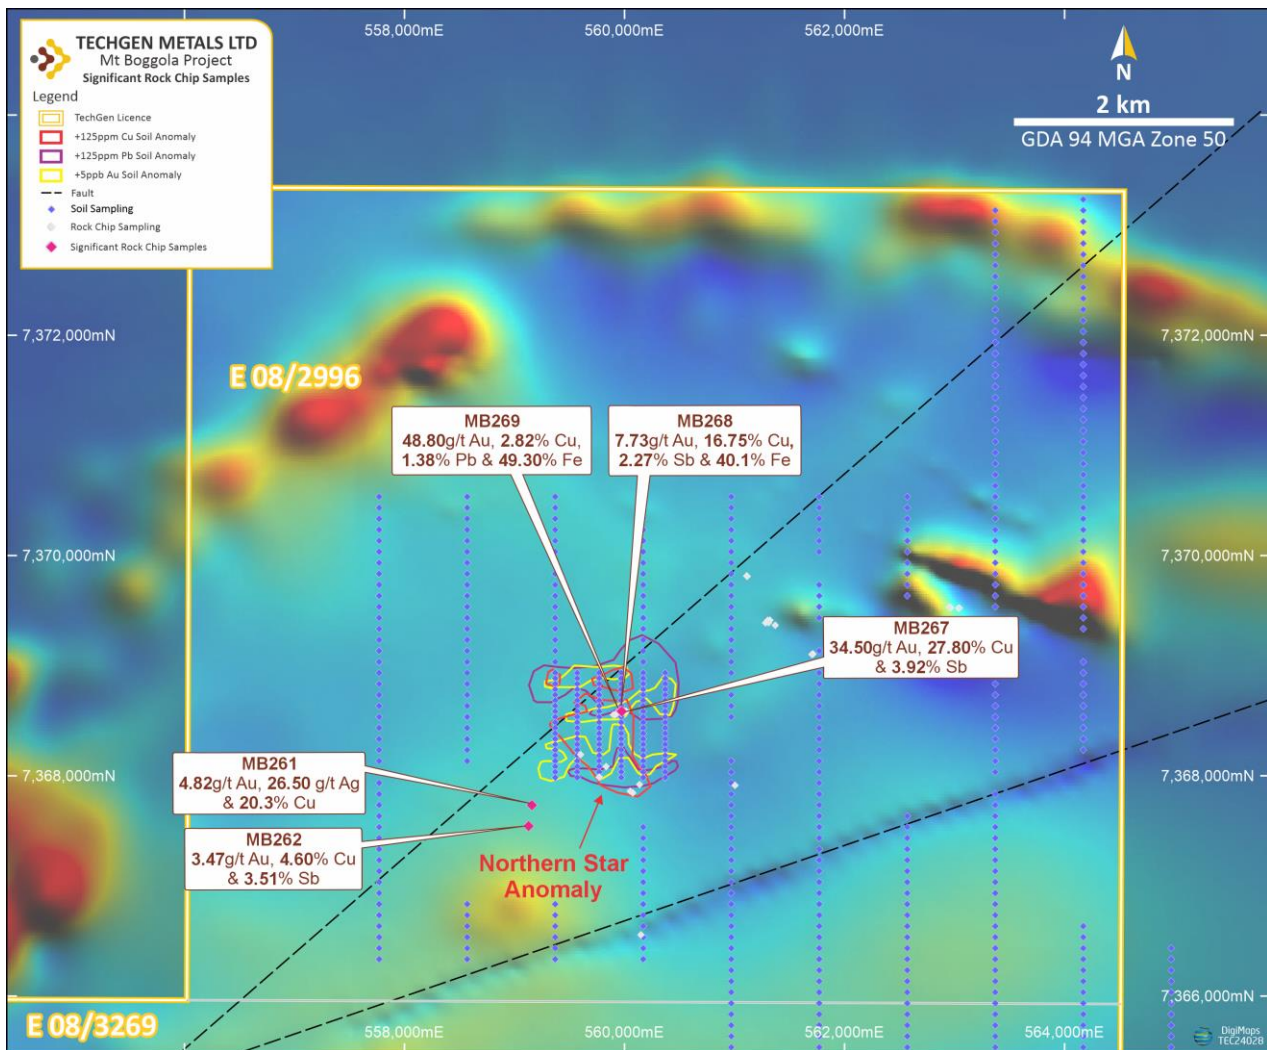 TECHGEN METALS LTD
Mt Boggola Project
Significant Rock Chip Samples
Legend
TechGen Licence
+125ppm Cu Soil Anomaly
+125ppm Pb Soil Anomaly
+5ppb Au Soil Anomaly
Fault
Soil Sampling
Rock Chip Sampling
Significant Rock Chip Samples
558,000mE
560,000mE
562,000mE
N
2 km
GDA 94 MGA Zone 50
7,372,000mN
7,372,000mN
E 08/2996
MB269
48.80g/t Au, 2.82% Cu,
1.38% Pb & 49.30% Fe
MB268
7.73g/t Au, 16.75% Cu,
2.27% Sb & 40.1% Fe
7,370,000mN
7,370,000mN
MB267
34.50g/t Au, 27.80% Cu
& 3.92% Sb
7,368,000mN
7,368,000mN
MB261
4.82g/t Au, 26.50 g/t Ag
& 20.3% Cu
MB262
3.47g/t Au, 4.60% Cu
& 3.51% Sb
Northern Star
Anomaly
7,366,000mN
E 08/3269
558,000mE
560,000mE
562,000mE
564,000mE
DigiMaps
TEC24028